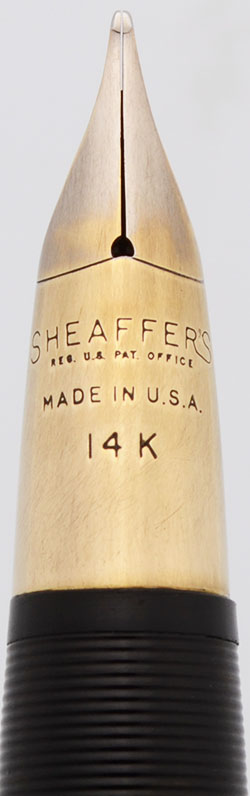 SHEAFFER'S
REG. U.S. PAT. OFFICE
MADE IN U.S.A.
14 K